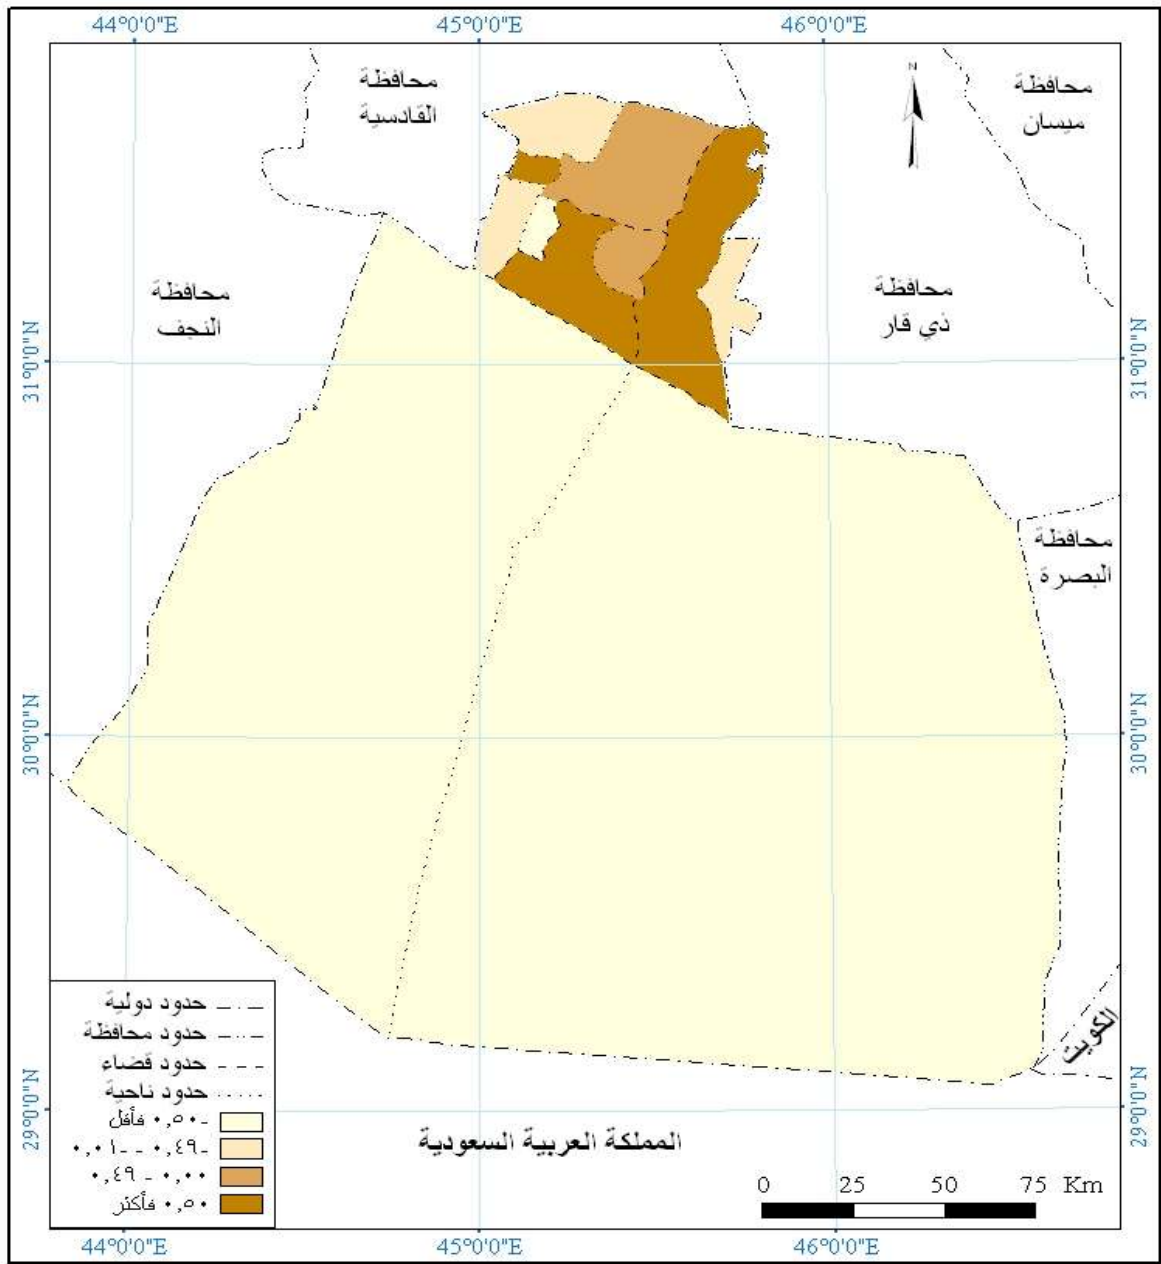 44°0'0"E 45°0'0"E 46°0'0"E
N
محافظة
القادسية
محافظة
ميسان
محافظة
النجف
محافظة
ذي قار
31°0'0"N
31°0'0"N
محافظة
البصرة
30°0'0"N
30°0'0"N
الكويت
29°0'0"N
29°0'0"N
حدود دولية
حدود محافظة
حدود قضاء
حدود ناحية
-٠,٥٠ فأقل
-٠,٤٩ - -٠,٠١
٠,٠٠ - ٠,٤٩
٠,٥٠ فأكثر
المملكة العربية السعودية
0 25 50 75 Km
44°0'0"E 45°0'0"E 46°0'0"E